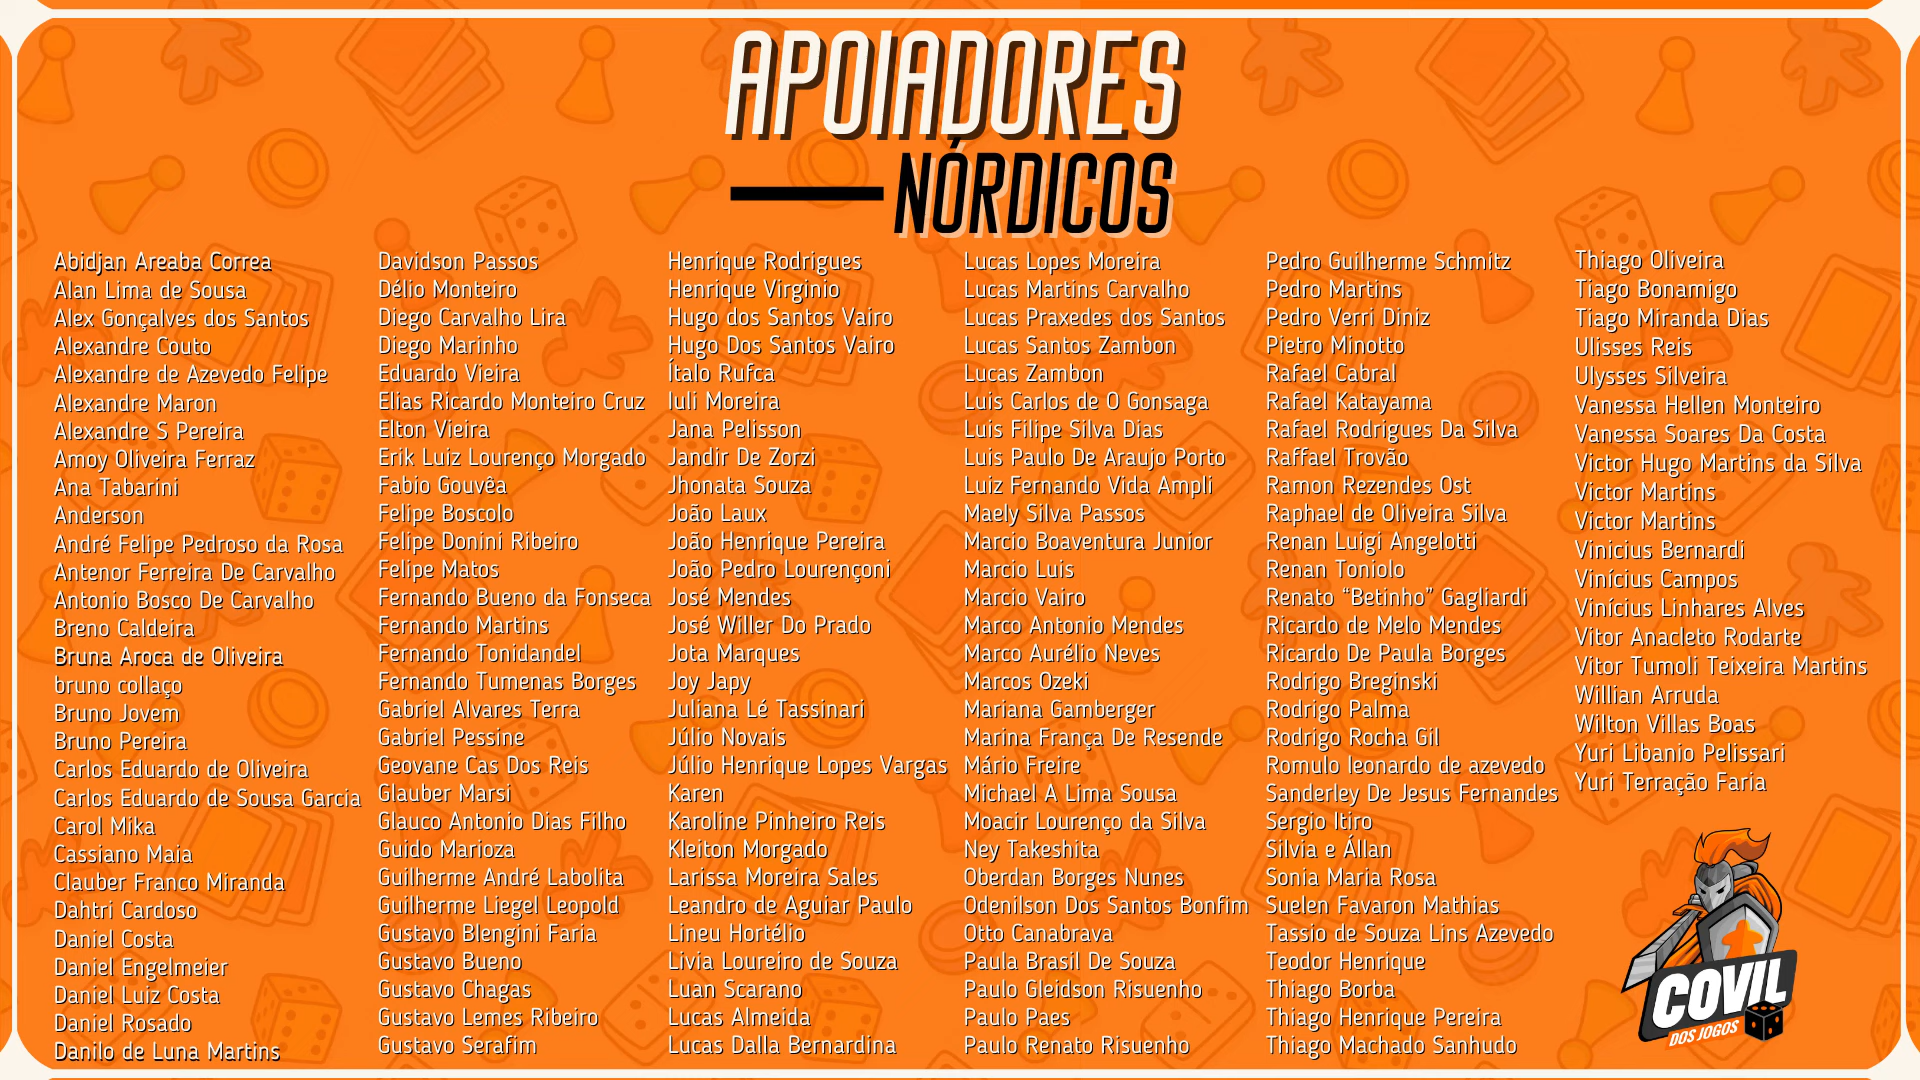 APOIADORES
NÓRDICOS
Abidjan Areaba Correa
Alan Lima de Sousa
Alex Gonçalves dos Santos
Alexandre Couto
Alexandre de Azevedo Felipe
Alexandre Maron
Alexandre S Pereira
Amoy Oliveira Ferraz
Ana Tabarini
Anderson
André Felipe Pedroso da Rosa
Antenor Ferreira De Carvalho
Antonio Bosco De Carvalho
Breno Caldeira
Bruna Aroca de Oliveira
bruno collaço
Bruno Jovem
Bruno Pereira
Carlos Eduardo de Oliveira
Carlos Eduardo de Sousa Garcia
Carol Mika
Cassiano Maia
Clauber Franco Miranda
Dahtri Cardoso
Daniel Costa
Daniel Engelmeier
Daniel Luiz Costa
Daniel Rosado
Danilo de Luna Martins
Davidson Passos
Délio Monteiro
Diego Carvalho Lira
Diego Marinho
Eduardo Vieira
Elias Ricardo Monteiro Cruz
Elton Vieira
Erik Luiz Lourenço Morgado
Fabio Gouvêa
Felipe Boscolo
Felipe Donini Ribeiro
Felipe Matos
Fernando Bueno da Fonseca
Fernando Martins
Fernando Tonidandel
Fernando Tumenas Borges
Gabriel Alvares Terra
Gabriel Pessine
Geovane Cas Dos Reis
Glauber Marsi
Glauco Antonio Dias Filho
Guido Marioza
Guilherme André Labolita
Guilherme Liegel Leopold
Gustavo Blengini Faria
Gustavo Bueno
Gustavo Chagas
Gustavo Lemes Ribeiro
Gustavo Serafim
Henrique Rodrigues
Henrique Virginio
Hugo dos Santos Vairo
Hugo Dos Santos Vairo
Ítalo Rufca
Iuli Moreira
Jana Pelisson
Jandir De Zorzi
Jhonata Souza
João Laux
João Henrique Pereira
João Pedro Lourençoni
José Mendes
José Willer Do Prado
Jota Marques
Joy Japy
Juliana Lé Tassinari
Júlio Novais
Júlio Henrique Lopes Vargas
Karen
Karoline Pinheiro Reis
Kleiton Morgado
Larissa Moreira Sales
Leandro de Aguiar Paulo
Lineu Hortélio
Livia Loureiro de Souza
Luan Scarano
Lucas Almeida
Lucas Dalla Bernardina
Lucas Lopes Moreira
Lucas Martins Carvalho
Lucas Praxedes dos Santos
Lucas Santos Zambon
Lucas Zambon
Luis Carlos de O Gonsaga
Luis Filipe Silva Dias
Luis Paulo De Araujo Porto
Luiz Fernando Vida Ampli
Maely Silva Passos
Marcio Boaventura Junior
Marcio Luis
Marcio Vairo
Marco Antonio Mendes
Marco Aurélio Neves
Marcos Ozeki
Mariana Gamberger
Marina França De Resende
Mário Freire
Michael A Lima Sousa
Moacir Lourenço da Silva
Ney Takeshita
Oberdan Borges Nunes
Odenilson Dos Santos Bonfim
Otto Canabrava
Paula Brasil De Souza
Paulo Gleidson Risuenho
Paulo Paes
Paulo Renato Risuenho
Pedro Guilherme Schmitz
Pedro Martins
Pedro Verri Diniz
Pietro Minotto
Rafael Cabral
Rafael Katayama
Rafael Rodrigues Da Silva
Raffael Trovão
Ramon Rezendes Ost
Raphael de Oliveira Silva
Renan Luigi Angelotti
Renan Toniolo
Renato “Betinho” Gagliardi
Ricardo de Melo Mendes
Ricardo De Paula Borges
Rodrigo Breginski
Rodrigo Palma
Rodrigo Rocha Gil
Romulo leonardo de azevedo
Sanderley De Jesus Fernandes
Sergio Itiro
Silvia e Állan
Sonia Maria Rosa
Suelen Favaron Mathias
Tassio de Souza Lins Azevedo
Teodor Henrique
Thiago Borba
Thiago Henrique Pereira
Thiago Machado Sanhudo
Thiago Oliveira
Tiago Bonamigo
Tiago Miranda Dias
Ulisses Reis
Ulysses Silveira
Vanessa Hellen Monteiro
Vanessa Soares Da Costa
Victor Hugo Martins da Silva
Victor Martins
Victor Martins
Vinicius Bernardi
Vinícius Campos
Vinícius Linhares Alves
Vitor Anacleto Rodarte
Vitor Tumoli Teixeira Martins
Willian Arruda
Wilton Villas Boas
Yuri Libanio Pelissari
Yuri Terração Faria
COVIL
DOS JOGOS